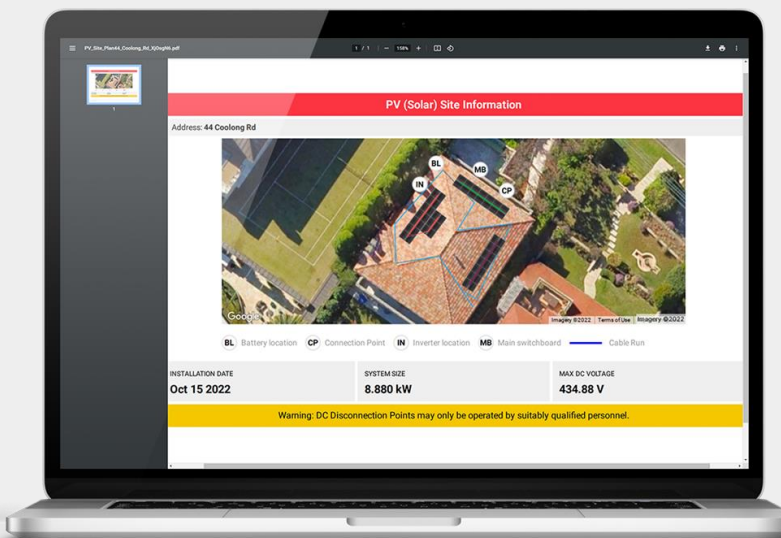 PV_Site_Plan44_Coolong_Rd_XjOsgN6.pdf
1 / 1 | − 158% +
1
PV (Solar) Site Information
Address: 44 Coolong Rd
BL
MB
IN
CP
Google
Imagery ©2022 Terms of Use Imagery ©2022
BL Battery location CP Connection Point IN Inverter location MB Main switchboard Cable Run
INSTALLATION DATE SYSTEM SIZE MAX DC VOLTAGE
Oct 15 2022 8.880 kW 434.88 V
Warning: DC Disconnection Points may only be operated by suitably qualified personnel.